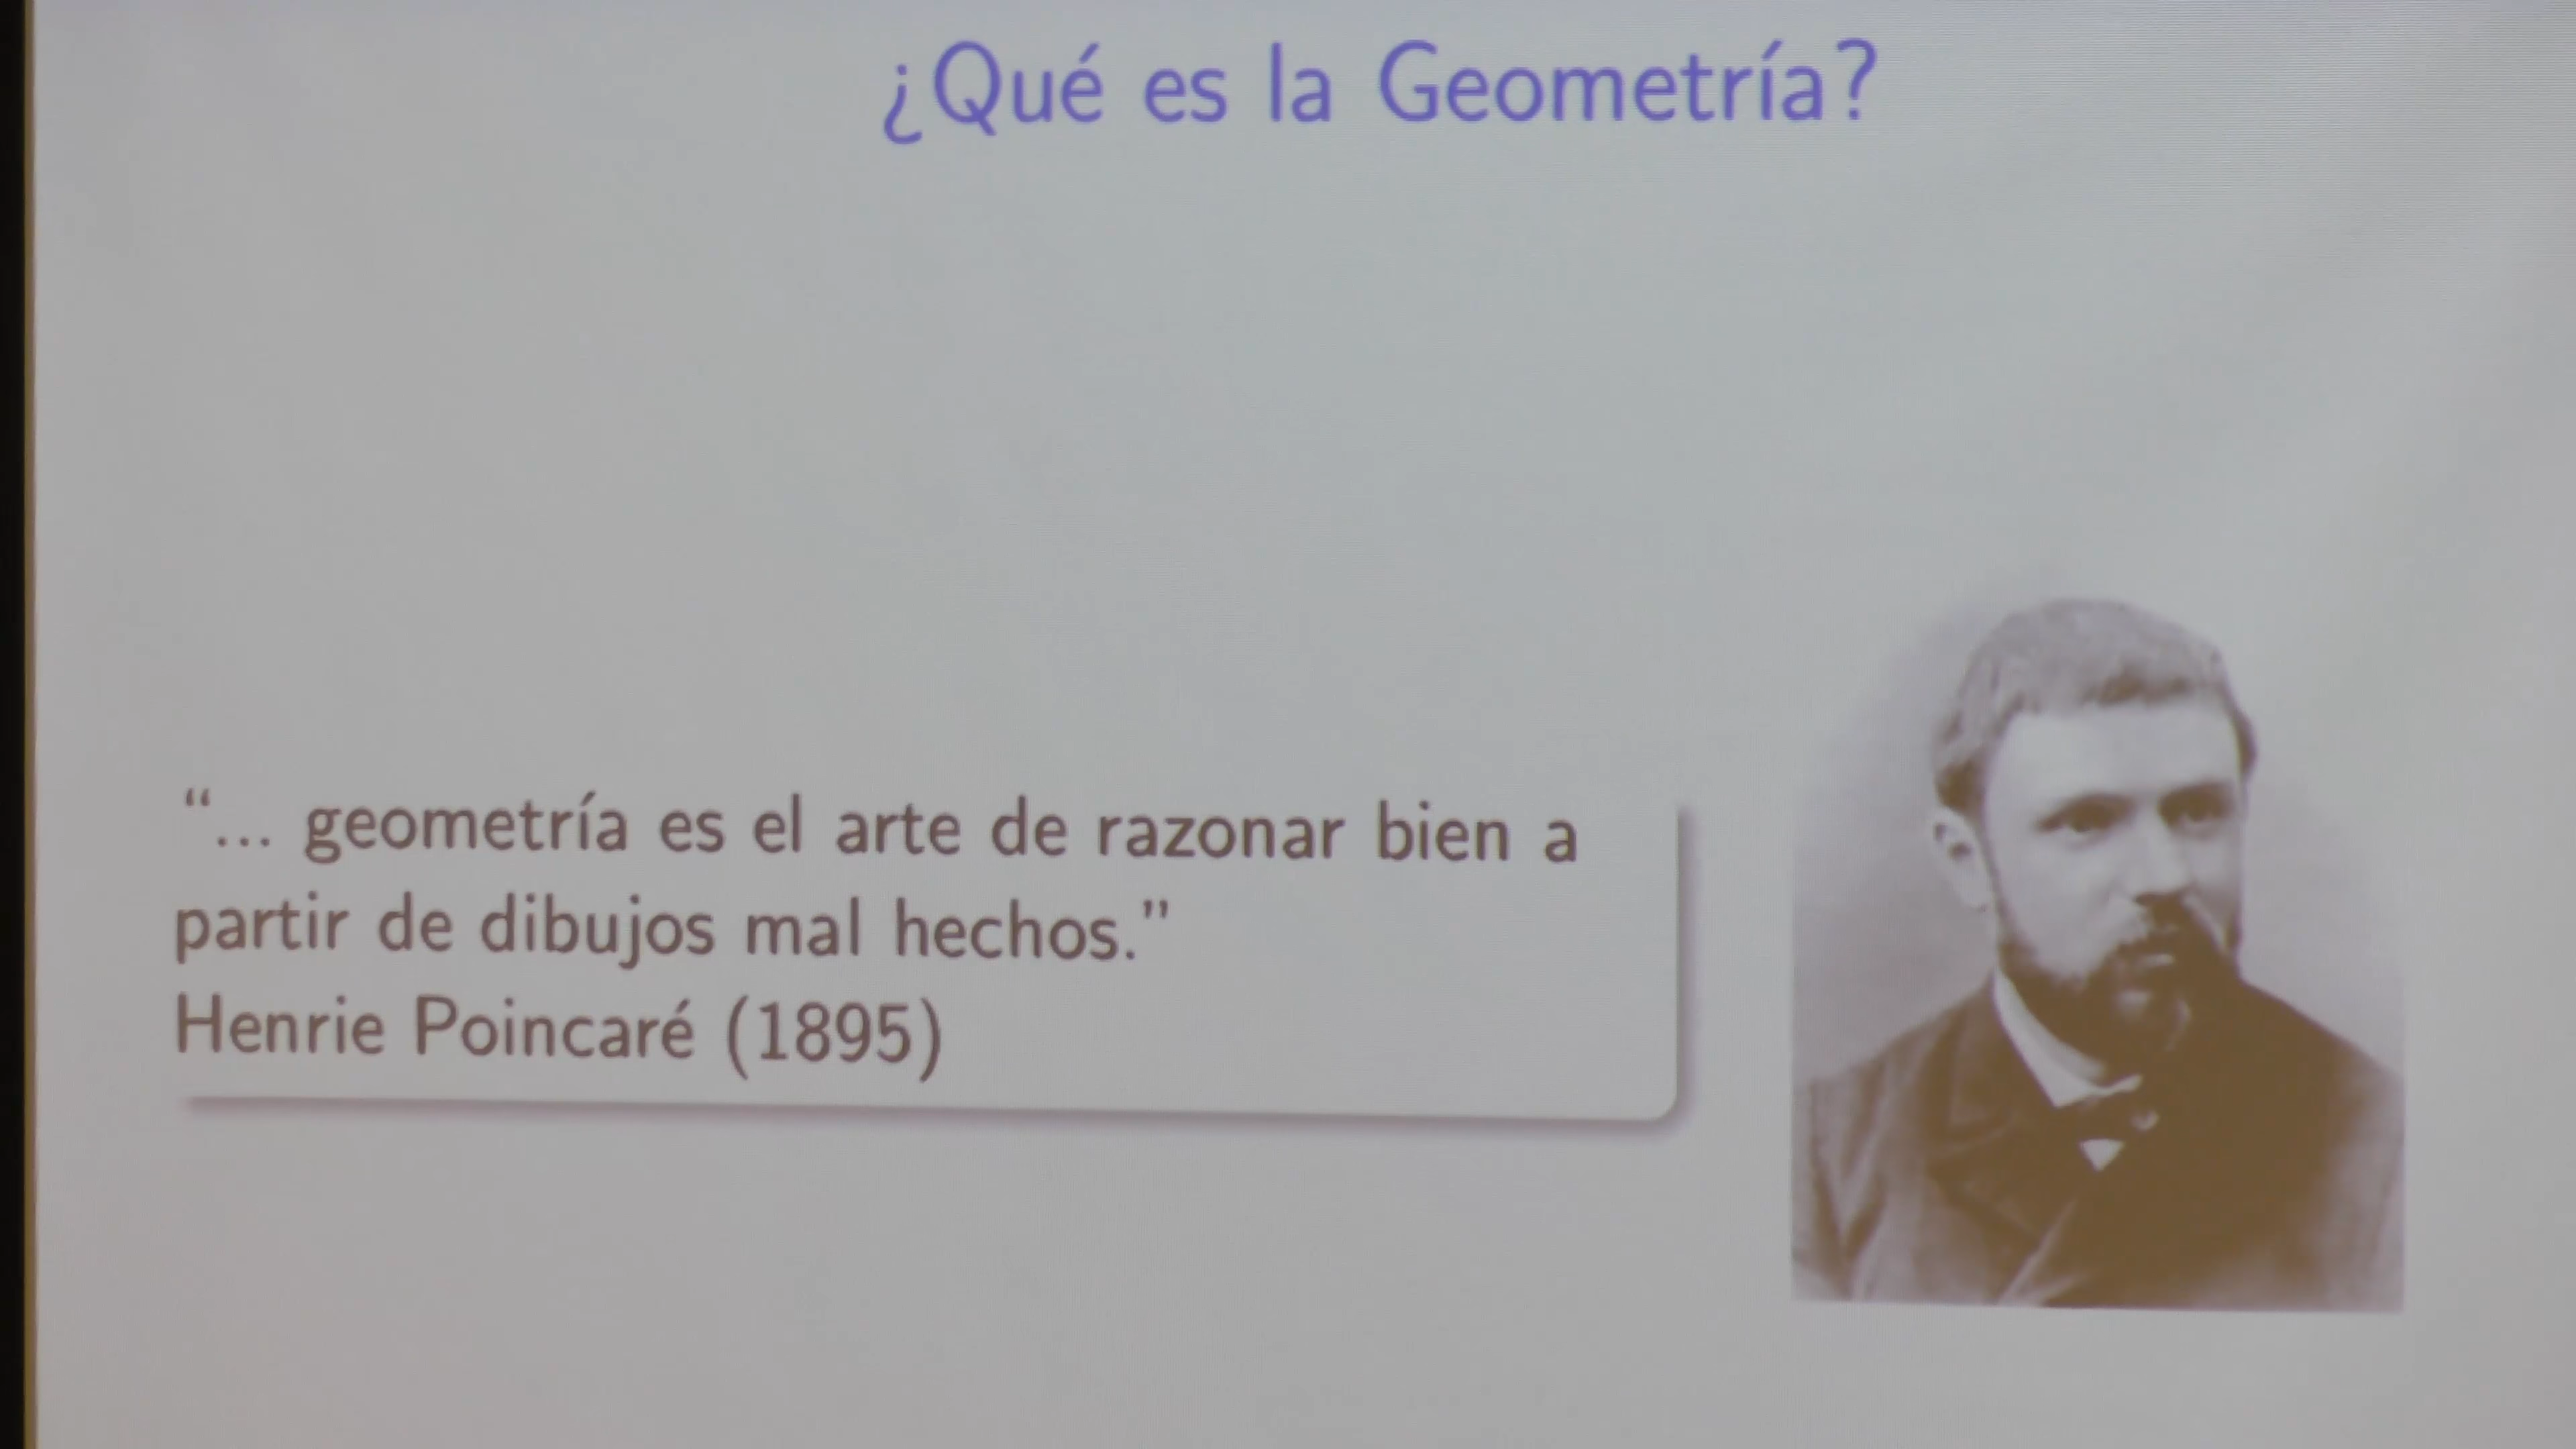 ¿Qué es la Geometría?
“... geometría es el arte de razonar bien a
partir de dibujos mal hechos.”
Henrie Poincaré (1895)